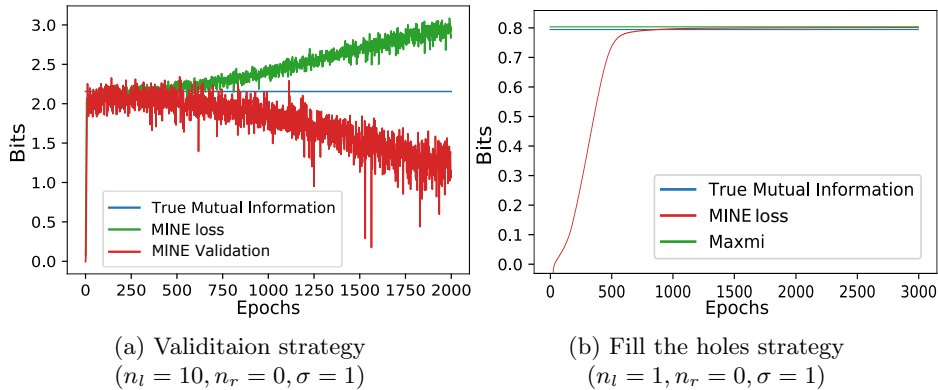 3.0
2.5
2.0
1.5
1.0
0.5
0.0
Bits
0 250 500 750 1000 1250 1500 1750 2000
Epochs
True Mutual Information
MINE loss
MINE Validation
(a) Validitaion strategy
(n_l = 10, n_r = 0, σ = 1)
0.8
0.8
0.7
0.6
0.5
0.4
0.2
0.1
0.0
Bits
0 500 1000 2000 2500 3000
Epochs
True Mutual Information
MINE loss
Maxmi
(b) Fill the holes strategy
(n_l = 1, n_r = 0, σ = 1)